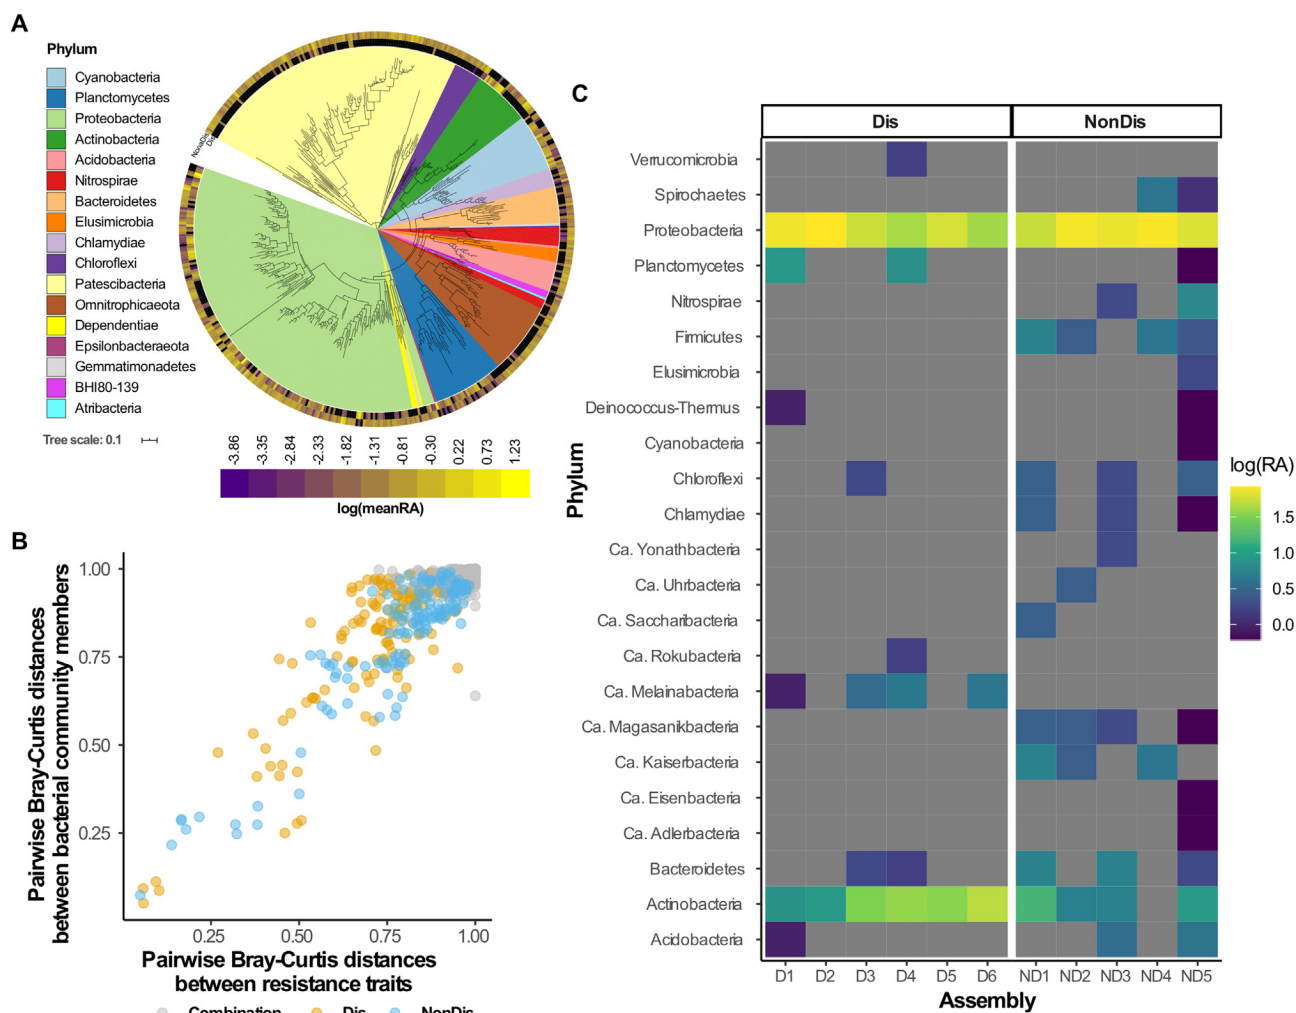 A
Phylum
Cyanobacteria
Planctomycetes
Proteobacteria
Actinobacteria
Acidobacteria
Nitrospirae
Bacteroidetes
Elusimicrobia
Chlamydiae
Chloroflexi
Patescibacteria
Omnitrophicaeota
Dependentiae
Epsilonbacteraeota
Gemmatimonadetes
BHI80-139
Atribacteria
Tree scale: 0.1
Dis
-3.86 -3.35 -2.84 -2.33 -1.82 -1.31 -0.81 -0.30 0.22 0.73 1.23
log(meanRA)
B
Pairwise Bray-Curtis distances
between bacterial community members
1.00
0.75
0.50
0.25
0.25 0.50 0.75 1.00
Pairwise Bray-Curtis distances
between resistance traits
Combination Dis NonDis
C
Dis NonDis
Phylum
Verrucomicrobia
Spirochaetes
Proteobacteria
Planctomycetes
Nitrospirae
Firmicutes
Elusimicrobia
Deinococcus-Thermus
Cyanobacteria
Chloroflexi
Chlamydiae
Ca. Yonathbacteria
Ca. Uhrbacteria
Ca. Saccharibacteria
Ca. Rokubacteria
Ca. Melainabacteria
Ca. Magasanikbacteria
Ca. Kaiserbacteria
Ca. Eisenbacteria
Ca. Adlerbacteria
Bacteroidetes
Actinobacteria
Acidobacteria
D1 D2 D3 D4 D5 D6 ND1 ND2 ND3 ND4 ND5
Assembly
log(RA)
1.5
1.0
0.5
0.0